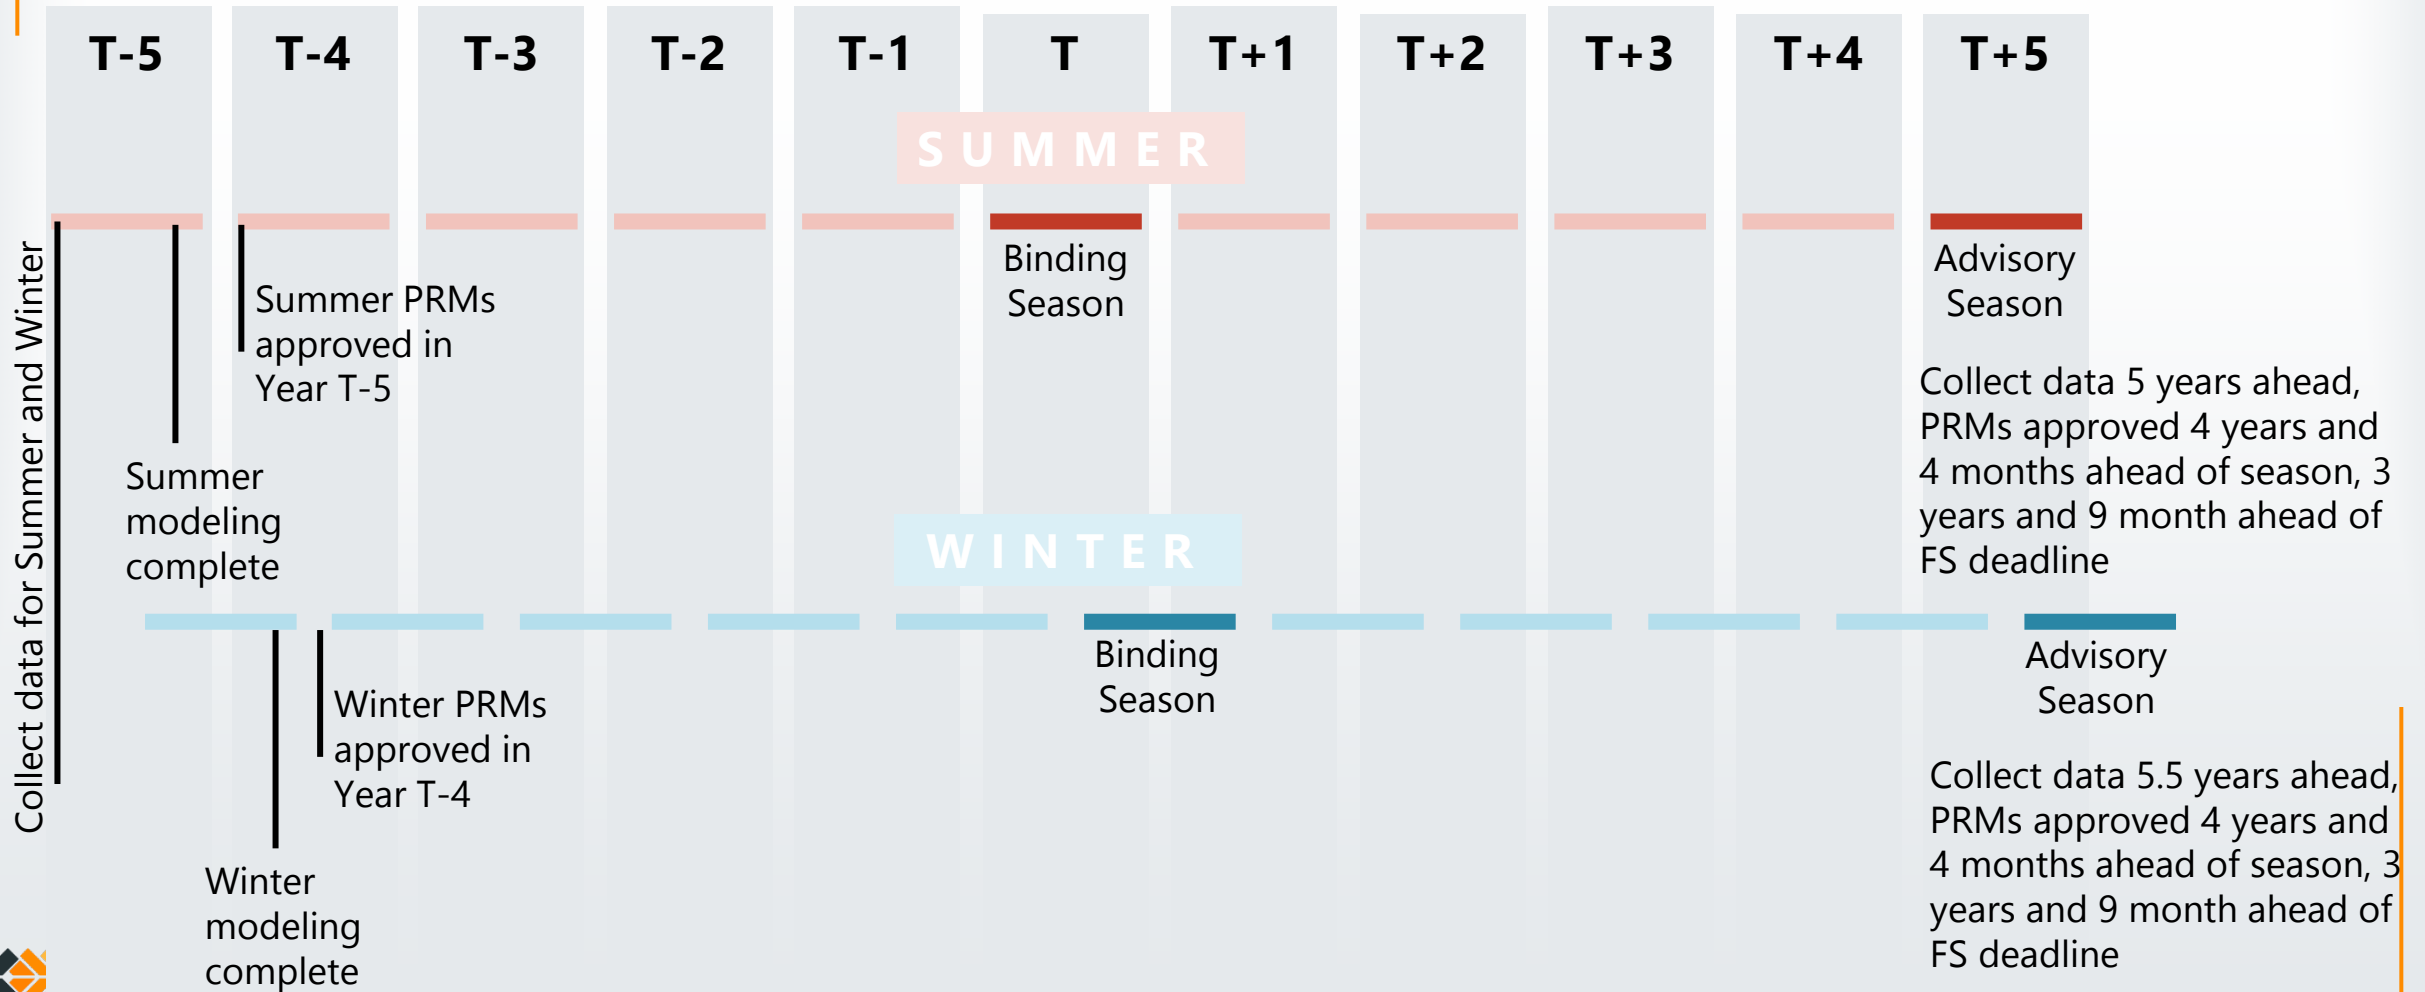 T-5 T-4 T-3 T-2 T-1 T T+1 T+2 T+3 T+4 T+5
SUMMER
Collect data for Summer and Winter
Binding
Season
Advisory
Season
Summer PRMs
approved in
Year T-5
Summer
modeling
complete
Collect data 5 years ahead,
PRMs approved 4 years and
4 months ahead of season, 3
years and 9 month ahead of
FS deadline
WINTER
Binding
Season
Advisory
Season
Winter PRMs
approved in
Year T-4
Winter
modeling
complete
Collect data 5.5 years ahead,
PRMs approved 4 years and
4 months ahead of season, 3
years and 9 month ahead of
FS deadline